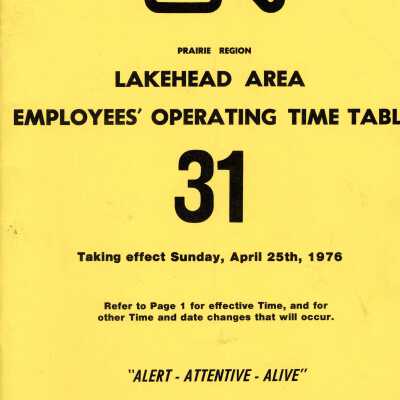 PRAIRIE REGION
LAKEHEAD AREA
EMPLOYEES' OPERATING TIME TABL
31
Taking effect Sunday, April 25th, 1976
Refer to Page 1 for effective Time, and for
other Time and date changes that will occur.
"ALERT - ATTENTIVE - ALIVE"